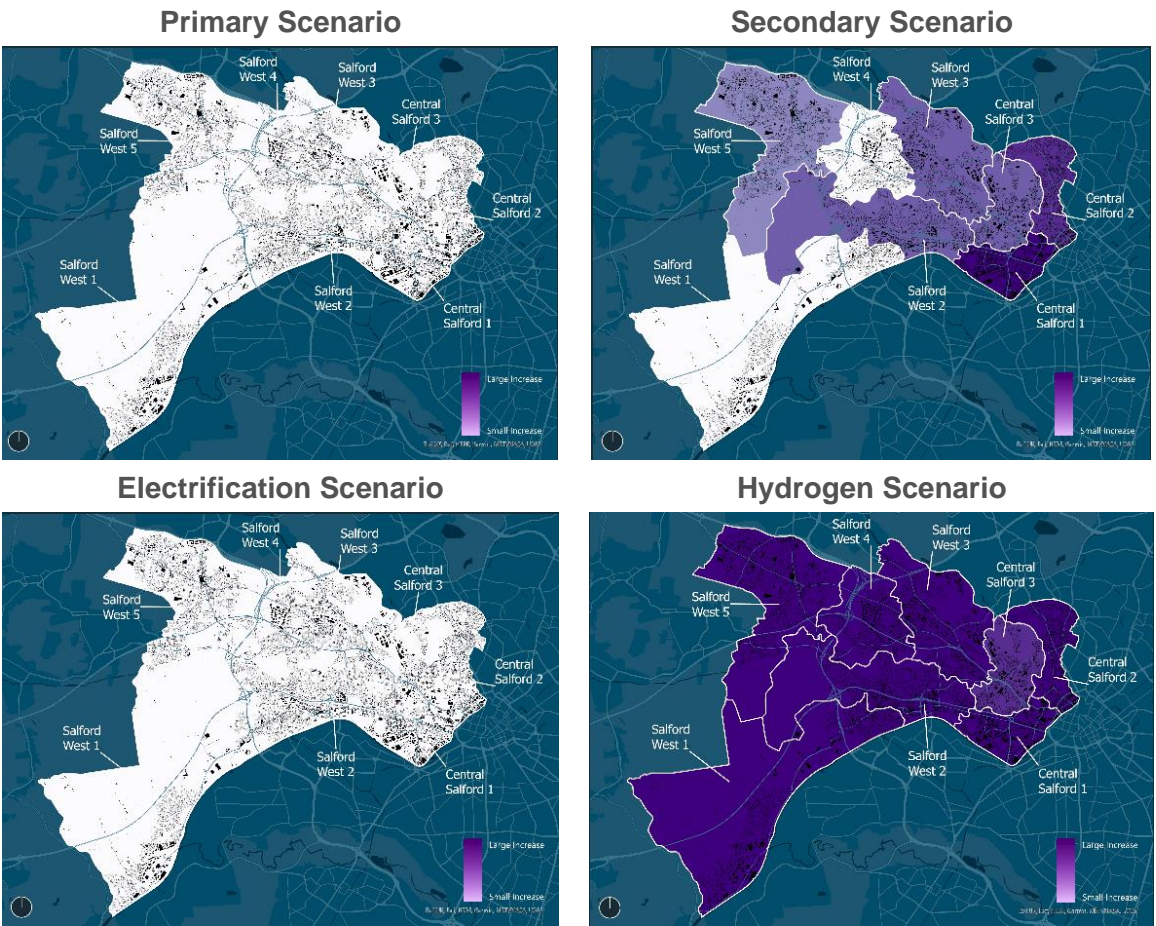 Primary Scenario
Salford
West 4
Salford
West 3
Central
Salford 3
Salford
West 5
Central
Salford 2
Salford
West 1
Salford
West 2
Central
Salford 1
Large Increase
Small Increase
Secondary Scenario
Salford
West 4
Salford
West 3
Central
Salford 3
Salford
West 5
Central
Salford 2
Salford
West 1
Salford
West 2
Central
Salford 1
Large Increase
Small Increase
Electrification Scenario
Salford
West 4
Salford
West 3
Central
Salford 3
Salford
West 5
Central
Salford 2
Salford
West 1
Salford
West 2
Central
Salford 1
Large Increase
Small Increase
Hydrogen Scenario
Salford
West 4
Salford
West 3
Central
Salford 3
Salford
West 5
Central
Salford 2
Salford
West 1
Salford
West 2
Central
Salford 1
Large Increase
Small Increase